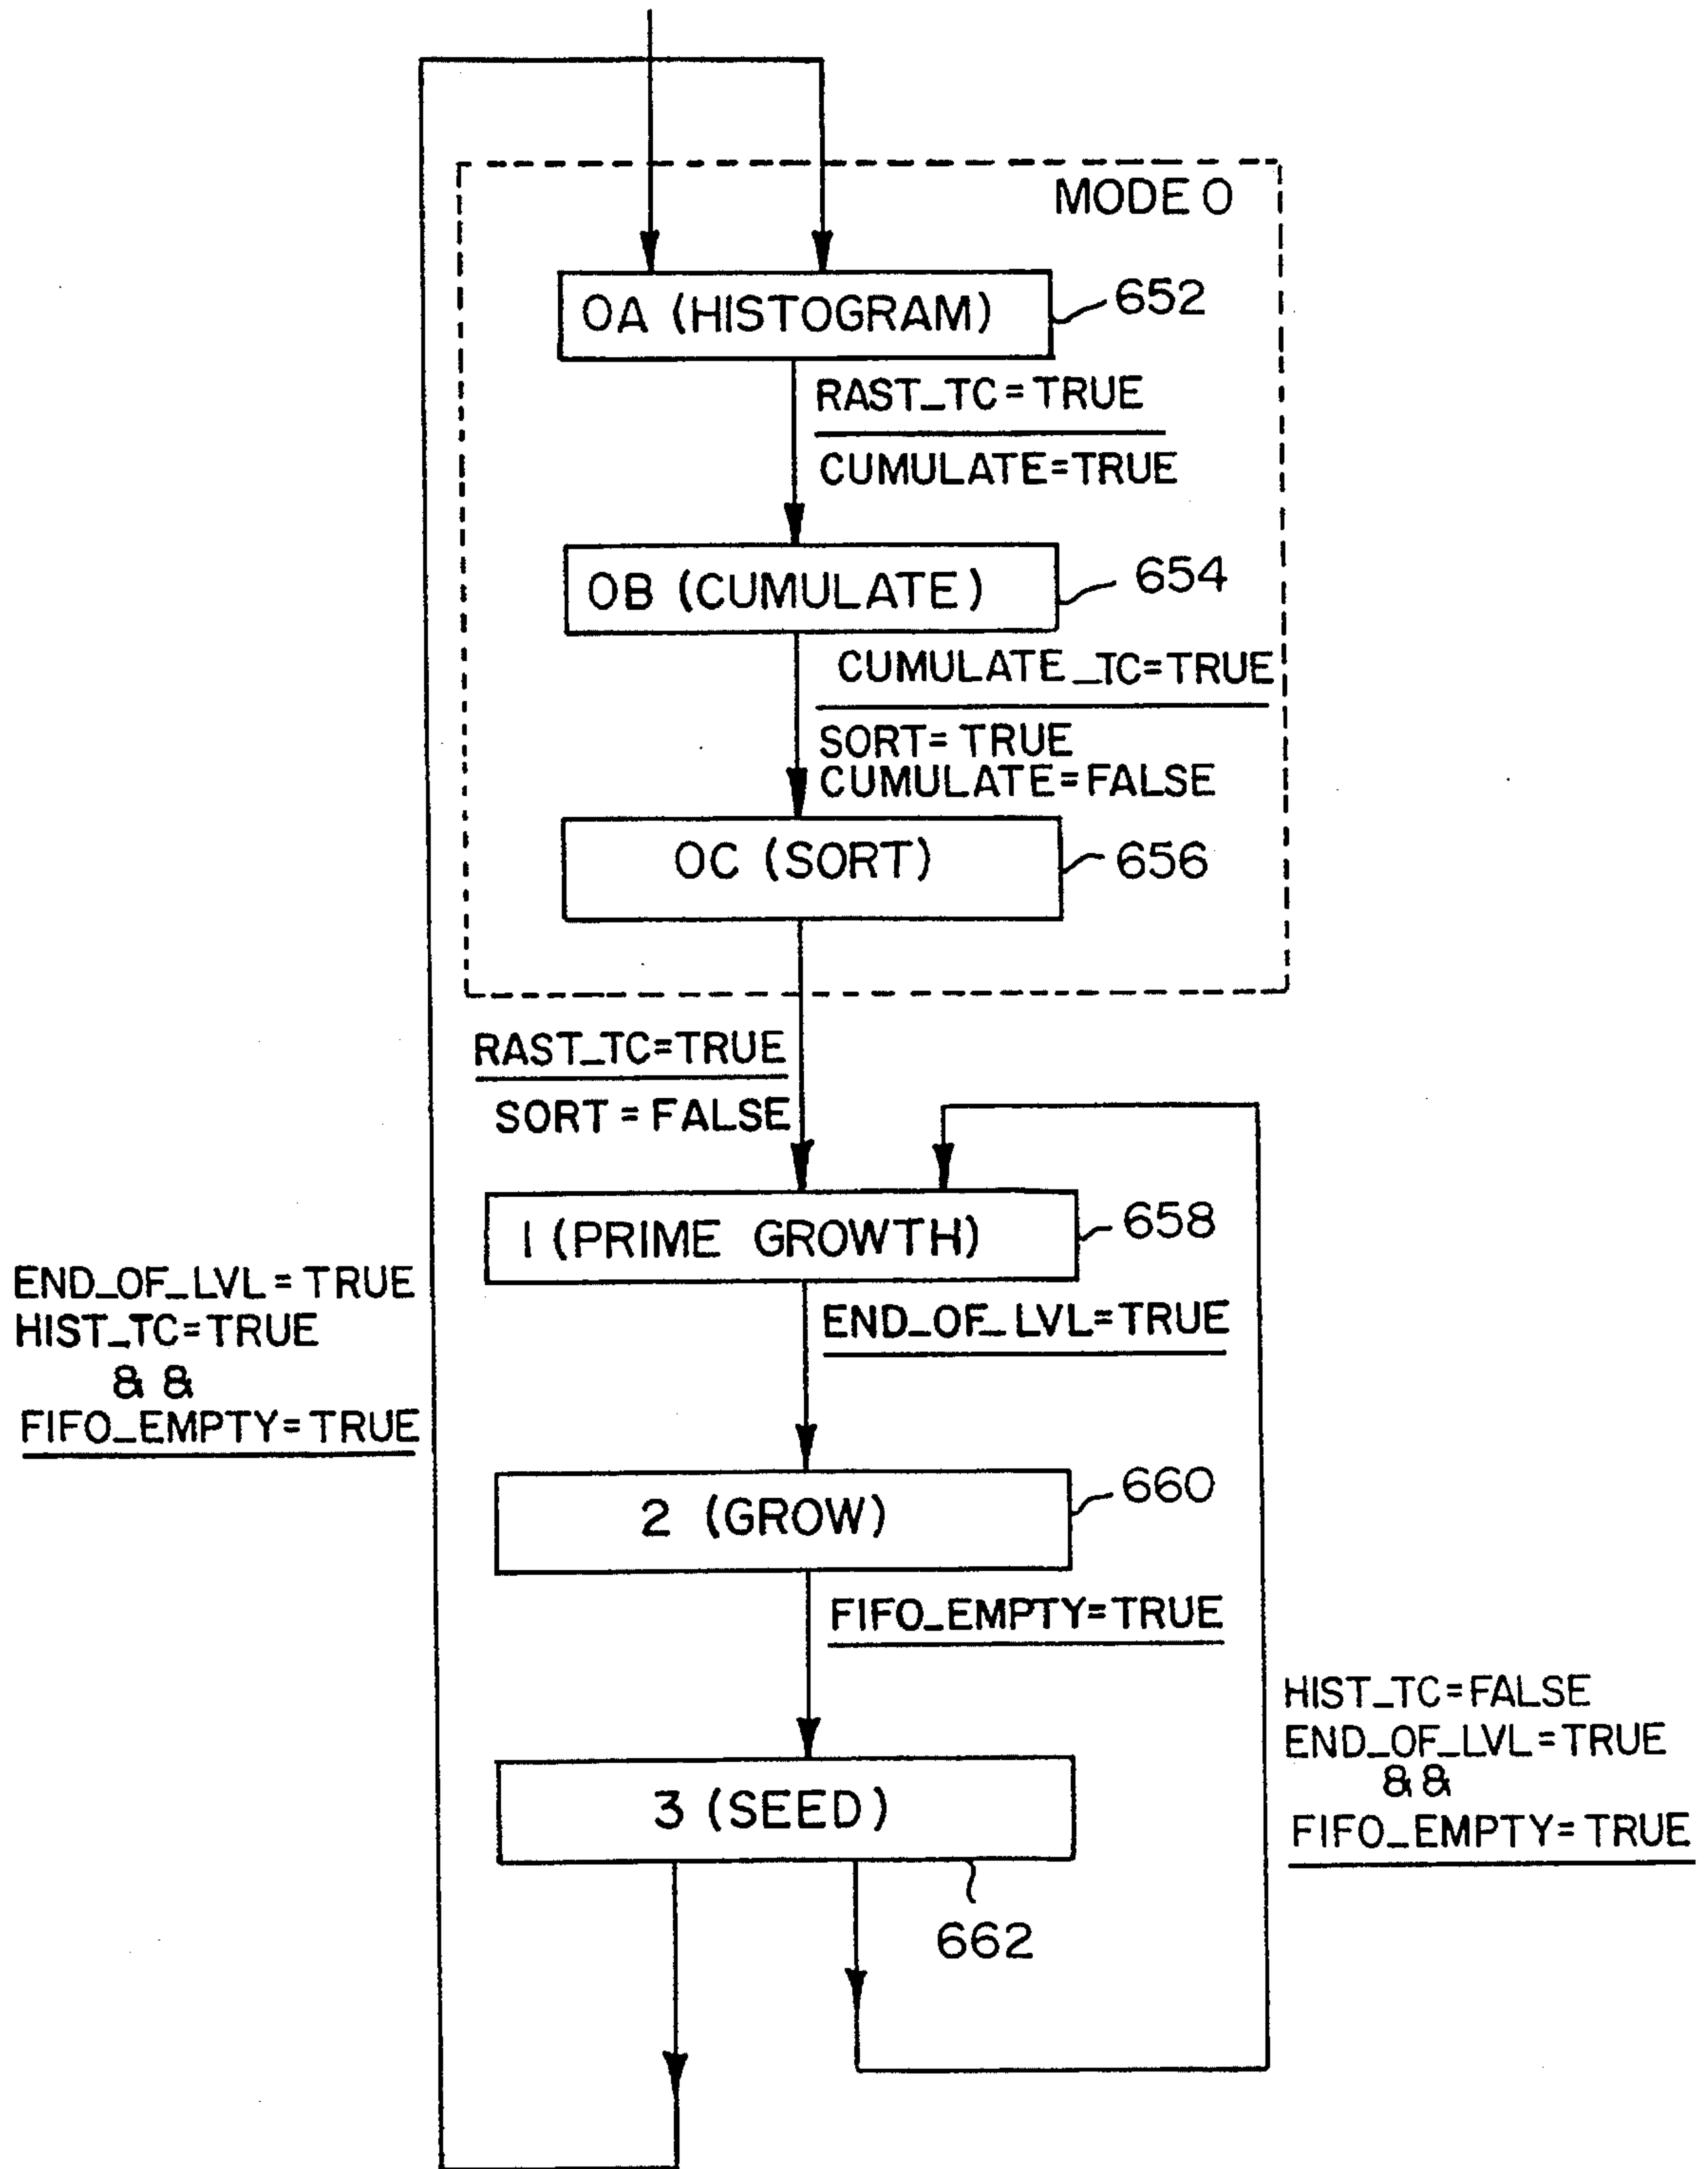 MODE 0
0A (HISTOGRAM)
652
RAST_TC=TRUE
CUMULATE=TRUE
0B (CUMULATE)
654
CUMULATE_TC=TRUE
SORT=TRUE
CUMULATE=FALSE
0C (SORT)
656
RAST_TC=TRUE
SORT=FALSE
1 (PRIME GROWTH)
658
END_OF_LVL=TRUE
HIST_TC=TRUE
&&
FIFO_EMPTY=TRUE
END_OF_LVL=TRUE
2 (GROW)
660
FIFO_EMPTY=TRUE
HIST_TC=FALSE
END_OF_LVL=TRUE
&&
FIFO_EMPTY=TRUE
3 (SEED)
662